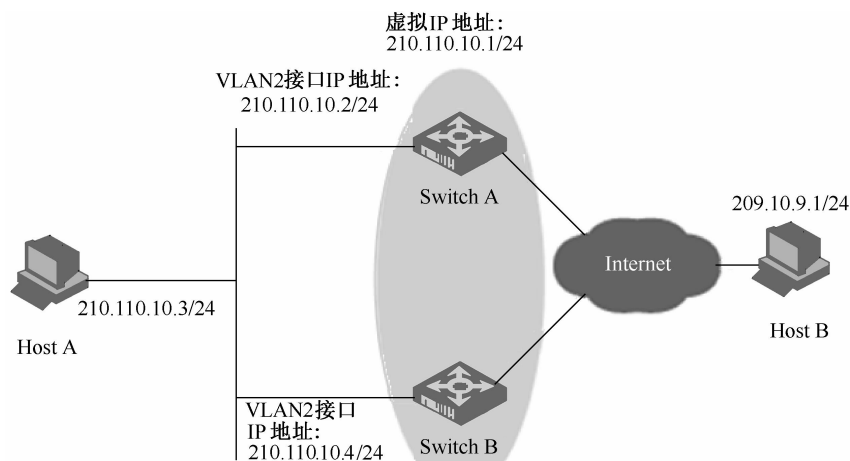 虚拟IP 地址：
210.110.10.1/24
VLAN2接口IP 地址：
210.110.10.2/24
Switch A
209.10.9.1/24
Internet
210.110.10.3/24
Host A
Host B
VLAN2接口
IP 地址：
210.110.10.4/24
Switch B